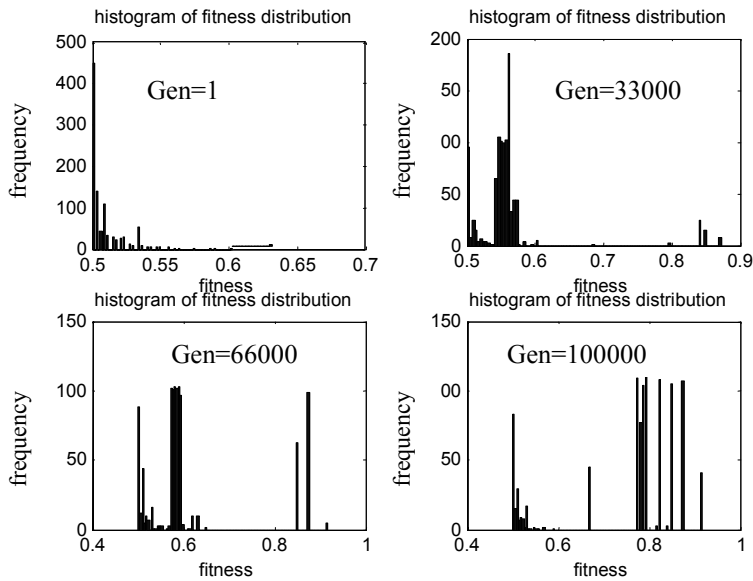 histogram of fitness distribution
500
400
300
200
100
0
frequency
Gen=1
0.5 0.55 0.6 0.65 0.7
fitness
histogram of fitness distribution
200
50
00
50
0
frequency
Gen=33000
0.5 0.6 0.7 0.8 0.9
fitness
histogram of fitness distribution
150
100
50
0
frequency
Gen=66000
0.4 0.6 0.8 1
fitness
histogram of fitness distribution
150
00
50
0
frequency
Gen=100000
0.4 0.6 0.8 1
fitness